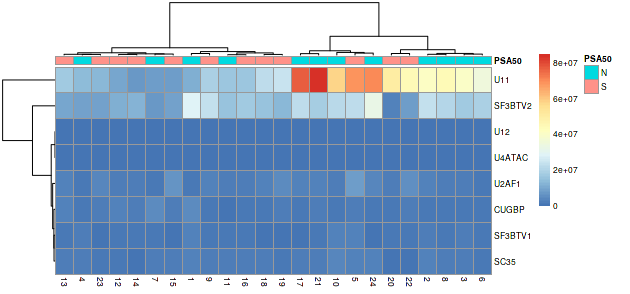 PSA50
U11
SF3BTV2
U12
U4ATAC
U2AF1
CUGBP
SF3BTV1
SC35
13 4 23 12 14 7 15 1 9 11 16 18 19 17 21 10 5 24 20 22 2 8 3 6
8e+07
6e+07
4e+07
2e+07
0
PSA50
N
S